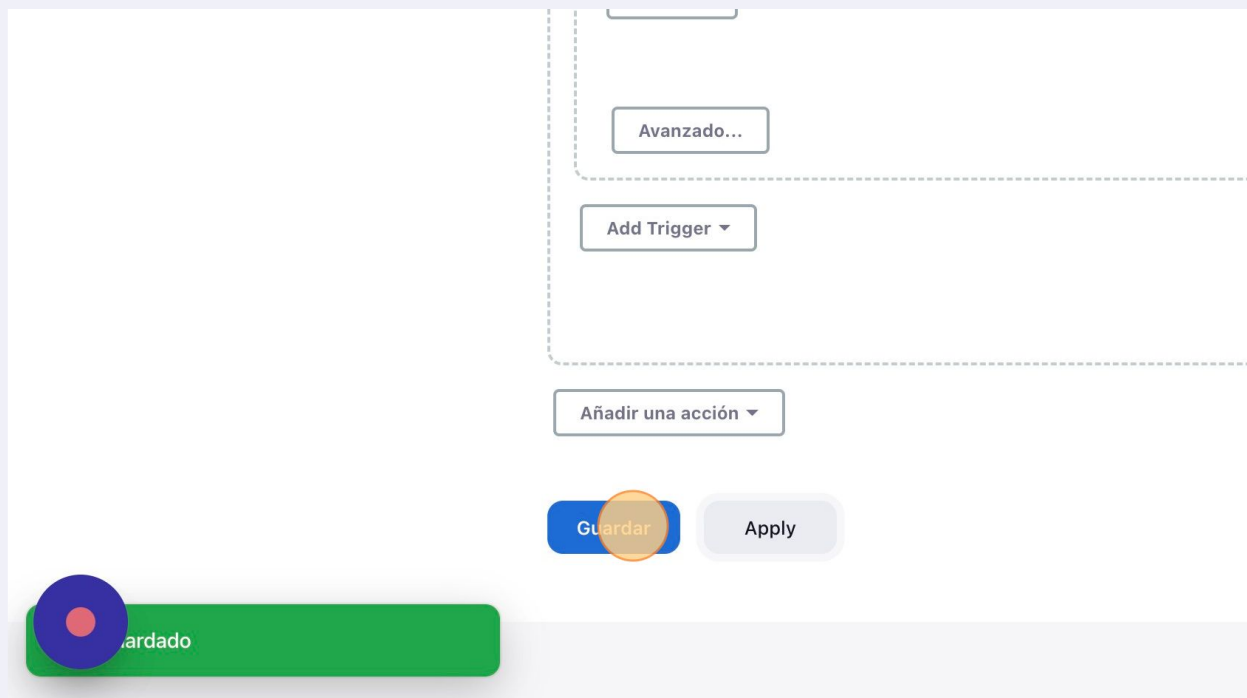 Avanzado...
Add Trigger
Añadir una acción
Guardar
Apply
ardado